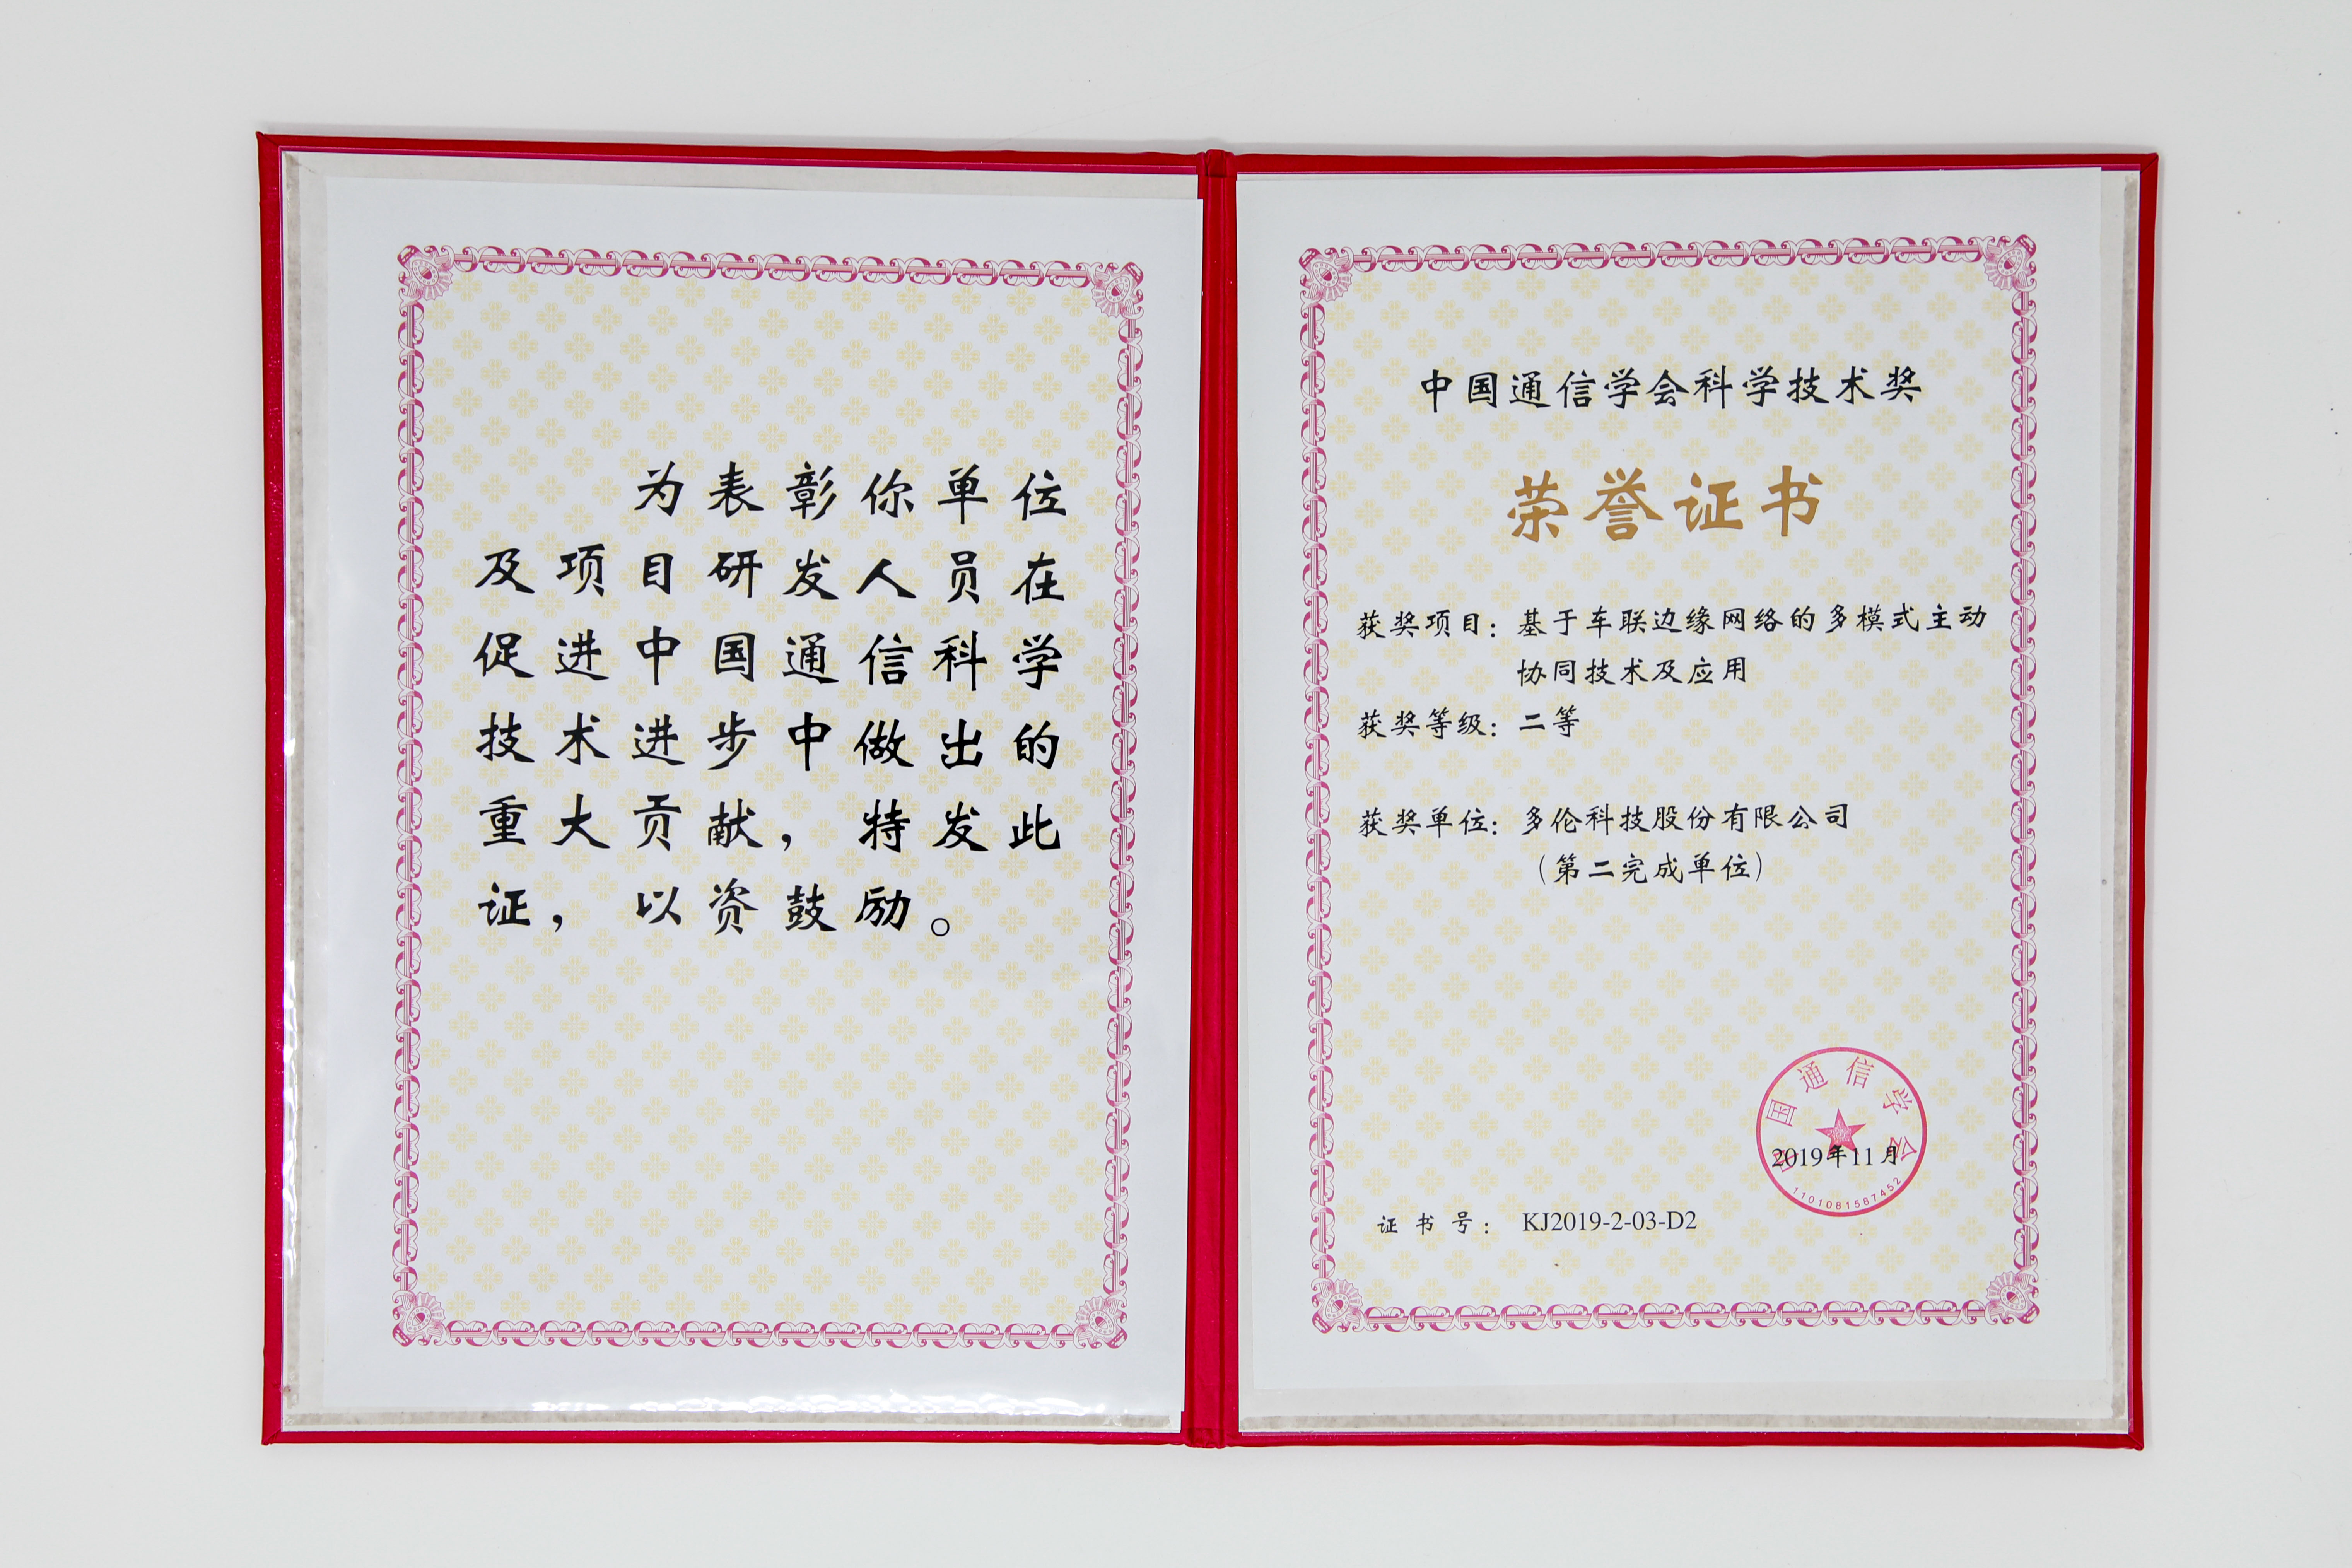 为表彰你单位
及项目研发人员在
促进中国通信科学
技术进步中做出的
重大贡献，特发此
证，以资鼓励。
中国通信学会科学技术奖
荣誉证书
获奖项目：基于车联边缘网络的多模式主动
协同技术及应用
获奖等级：二等
获奖单位：多伦科技股份有限公司
（第二完成单位）
中国通信学会
2019年11月
1101081587452
证书号：KJ2019-2-03-D2